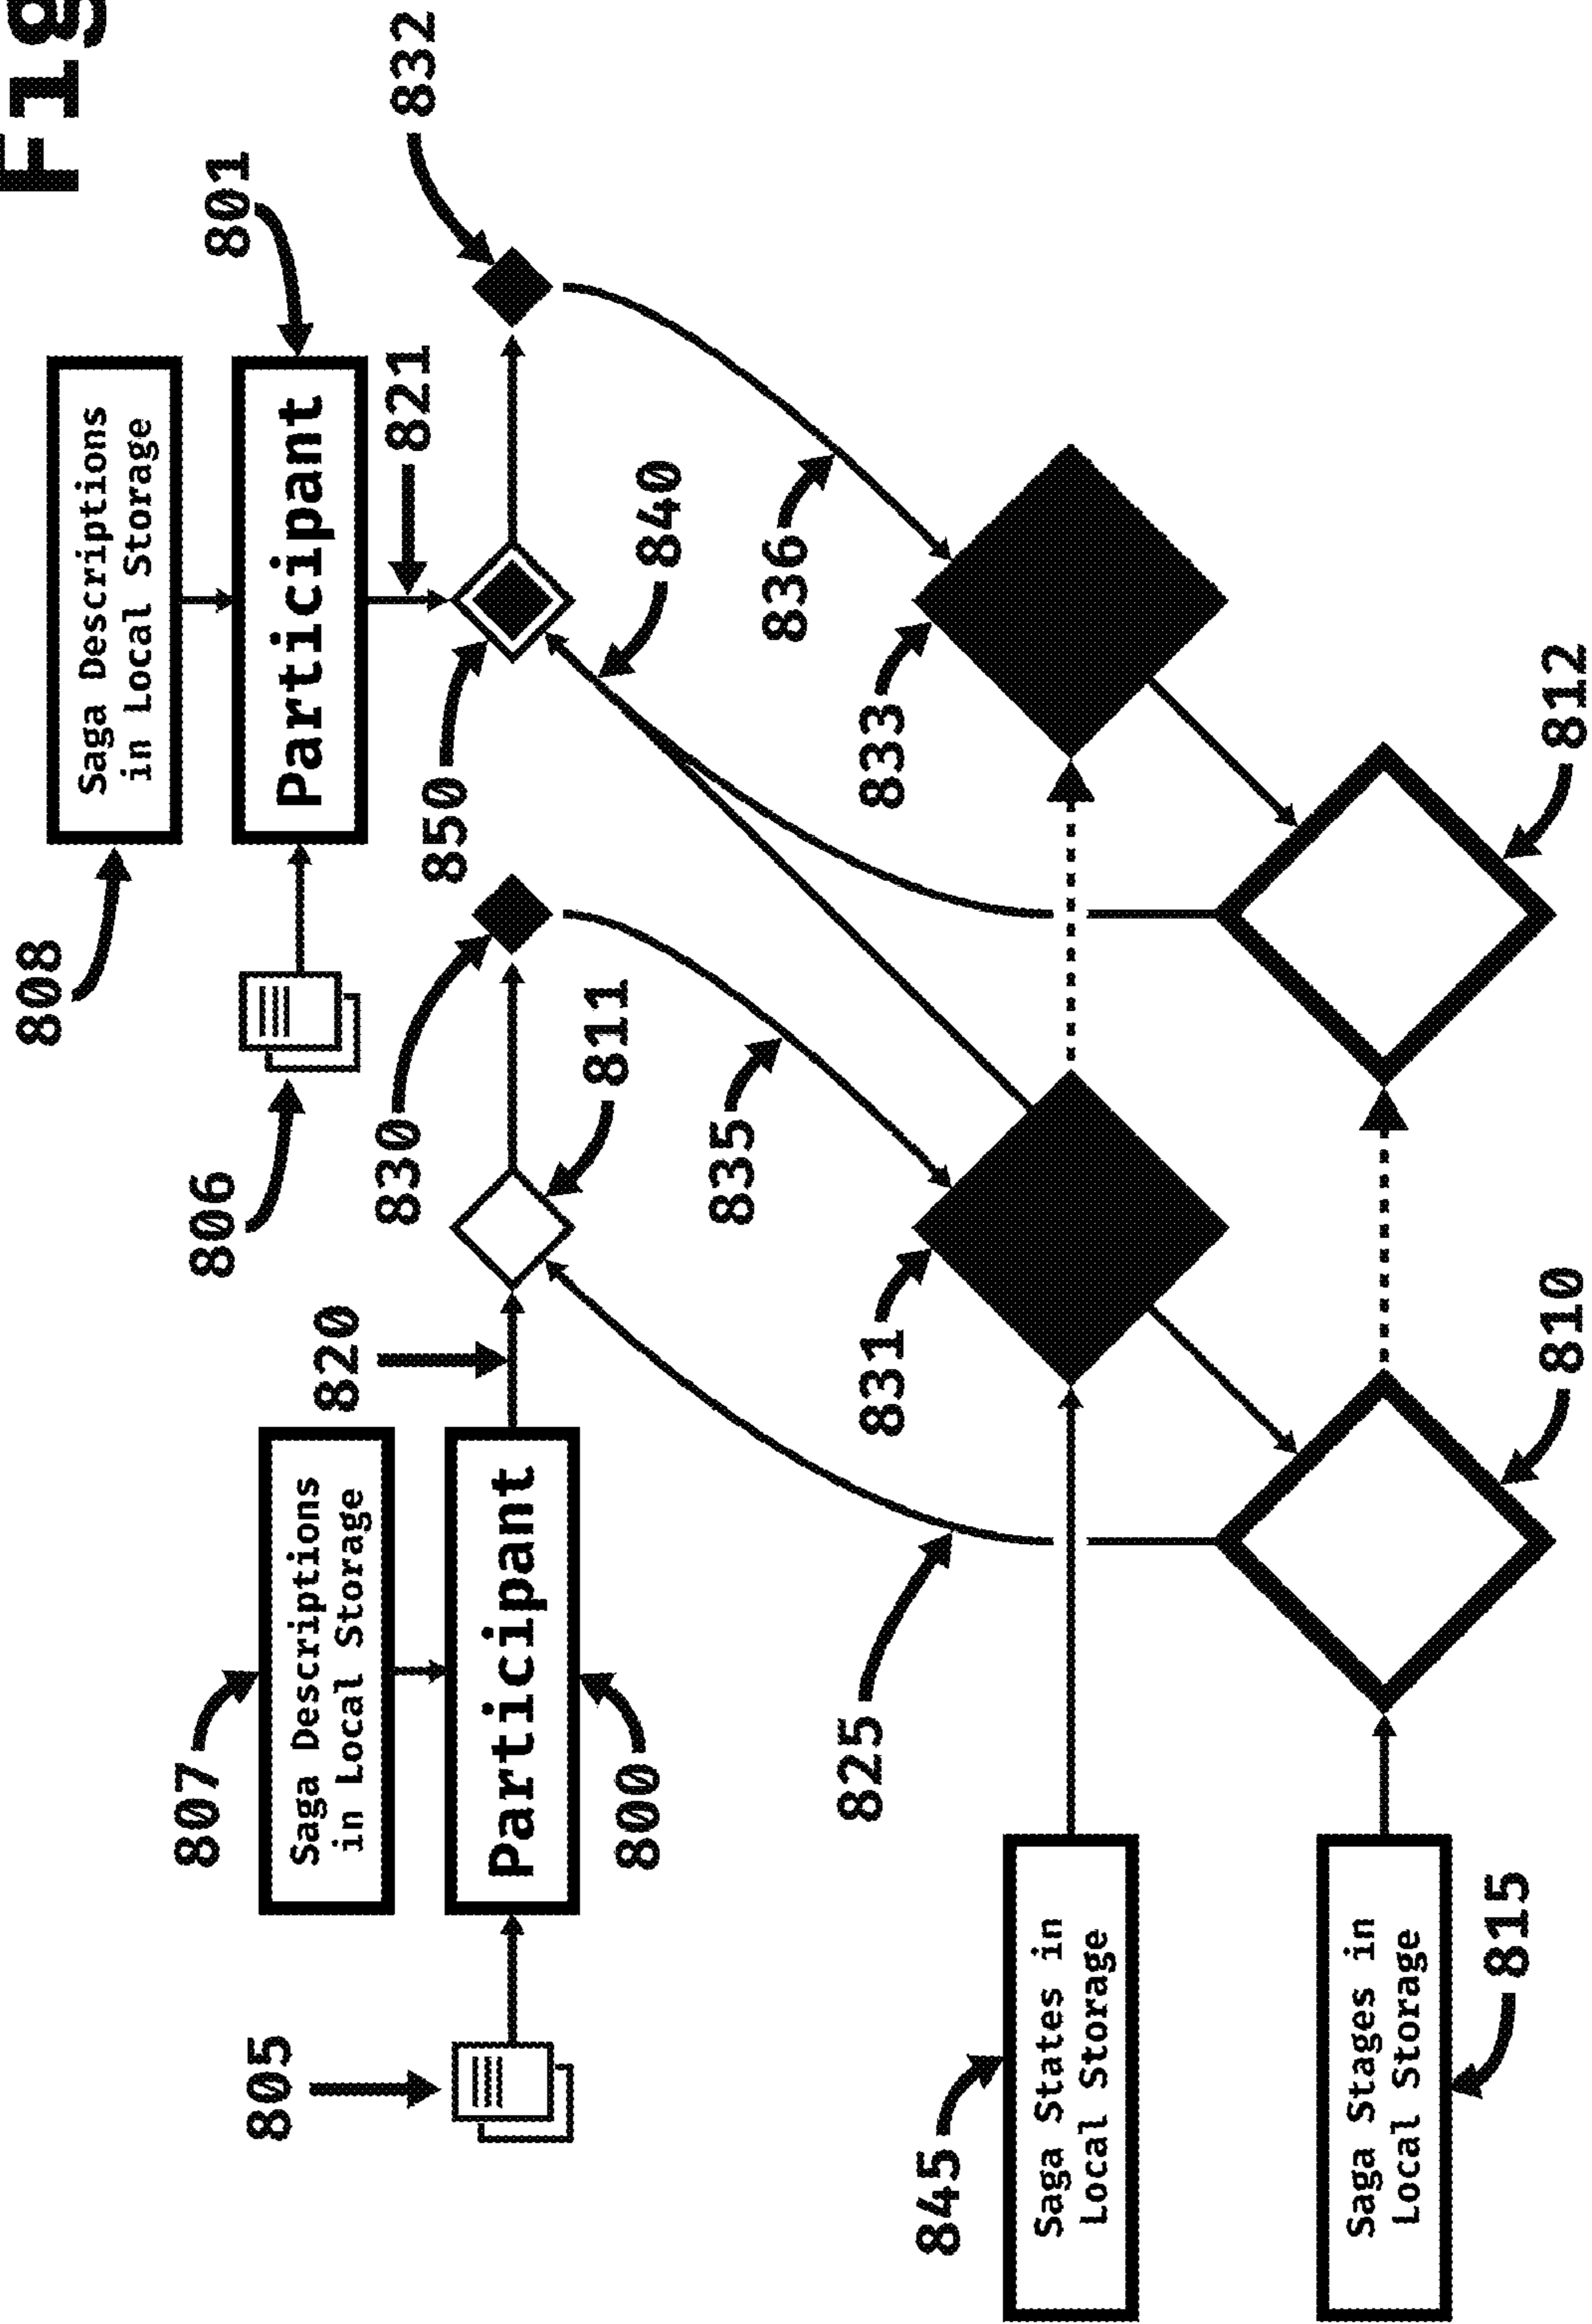 Fig
808
Saga Descriptions
in Local Storage
807
806
801
805
Participant
Saga Descriptions
in Local Storage
820
830
821
832
850
Participant
811
800
840
835
836
825
831
833
845
Saga States in
Local Storage
Saga Stages in
Local Storage
815
810
812